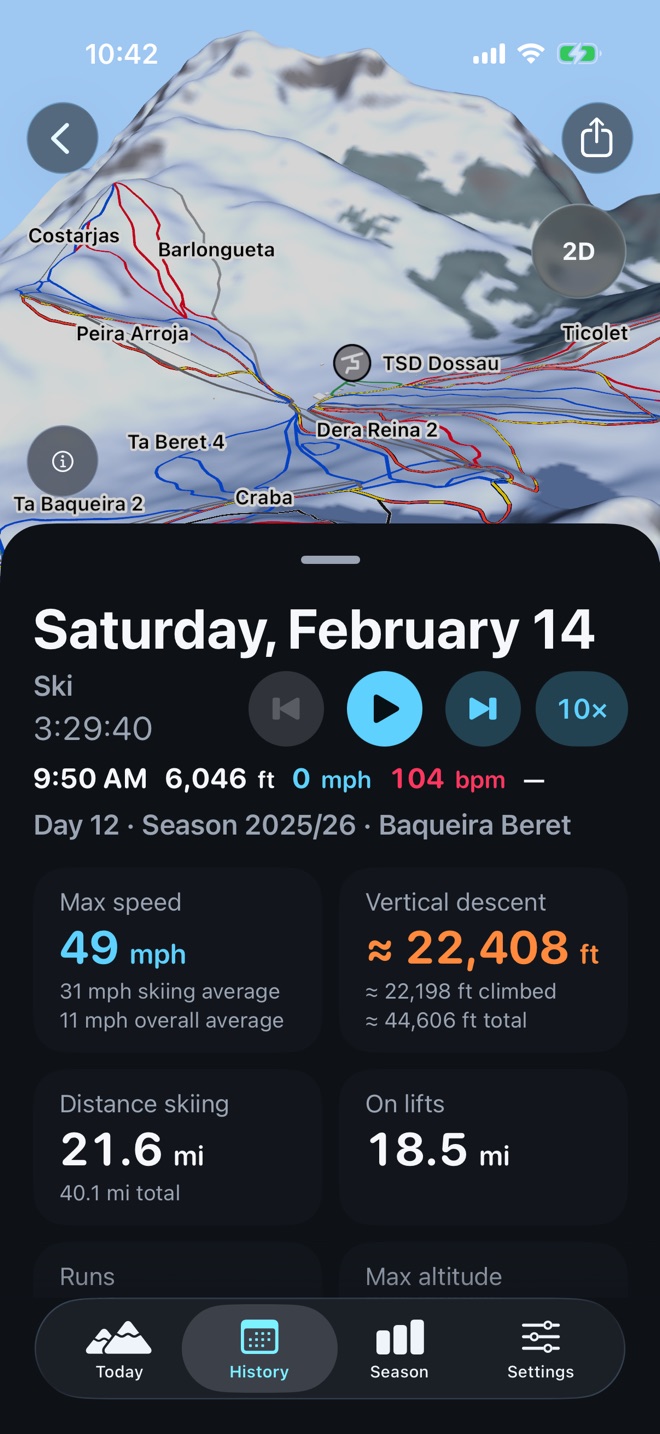 10:42
2D
Costarjas
Barlongueta
Peira Arroja
Ticolet
TSD Dossau
Dera Reina 2
Ta Beret 4
Craba
Ta Baqueira 2
Saturday, February 14
Ski
3:29:40
10×
9:50 AM 6,046 ft 0 mph 104 bpm —
Day 12 · Season 2025/26 · Baqueira Beret
Max speed
49 mph
31 mph skiing average
11 mph overall average
Vertical descent
≈ 22,408 ft
≈ 22,198 ft climbed
≈ 44,606 ft total
Distance skiing
21.6 mi
40.1 mi total
On lifts
18.5 mi
Runs
Max altitude
Today
History
Season
Settings